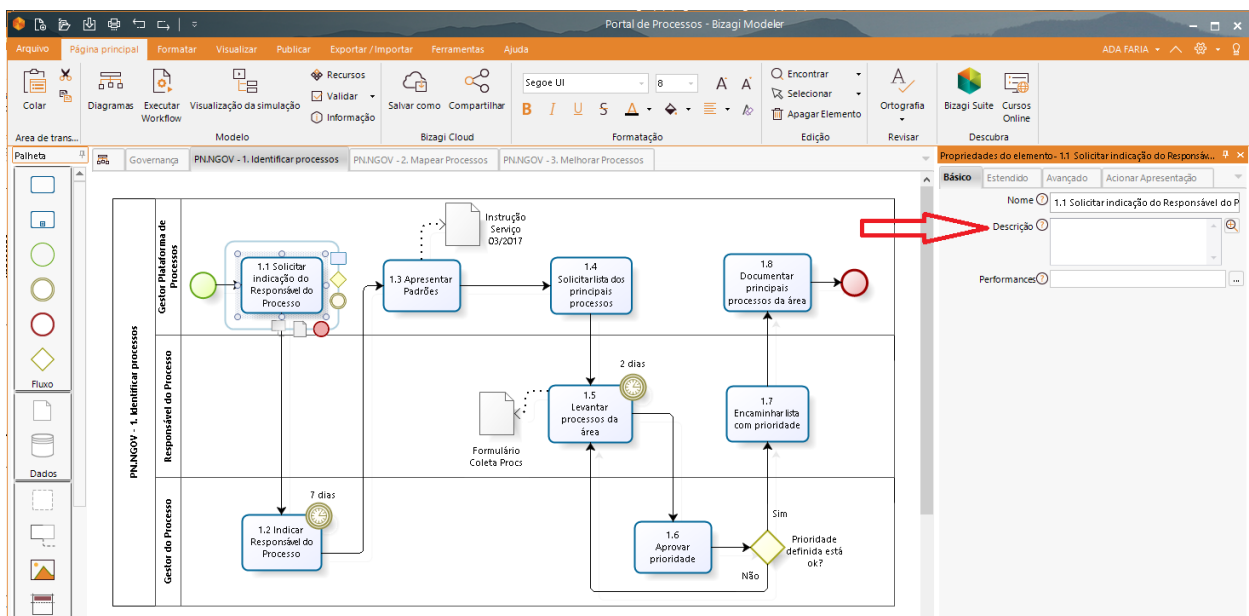 Portal de Processos - Bizagi Modeler
Arquivo Página principal Formatar Visualizar Publicar Exportar / Importar Ferramentas Ajuda ADA FARIA
Colar
Area de trans...
Diagramas
Executar
Workflow
Visualização da simulação
Recursos
Validar
Informação
Modelo
Salvar como
Compartilhar
Bizagi Cloud
Segoe UI 8 A A
B I U S A
Formatação
Encontrar
Selecionar
Apagar Elemento
Edição
Ortografia
Revisar
Bizagi Suite
Cursos
Online
Descubra
Palheta
Fluxo
Dados
Governança PN.NGOV - 1. Identificar processos PN.NGOV - 2. Mapear Processos PN.NGOV - 3. Melhorar Processos
PN.NGOV - 1. Identificar processos
Gestor Plataforma de
Processos
1.1 Solicitar
indicação do
Responsável do
Processo
Instrução
Serviço
03/2017
1.3 Apresentar
Padrões
1.4
Solicitar lista dos
principais
processos
1.8
Documentar
principais
processos da área
Responsável do Processo
Formulário
Coleta Procs
2 dias
1.5
Levantar
processos da
área
1.7
Encaminhar lista
com prioridade
Gestor do Processo
7 dias
1.2 Indicar
Responsável do
Processo
1.6
Aprovar
prioridade
Sim
Prioridade
definida está
ok?
Não
Propriedades do elemento- 1.1 Solicitar indicação do Responsáv...
Básico Estendido Avançado Acionar Apresentação
Nome ? 1.1 Solicitar indicação do Responsável do P
Descrição ?
Performances ? ...